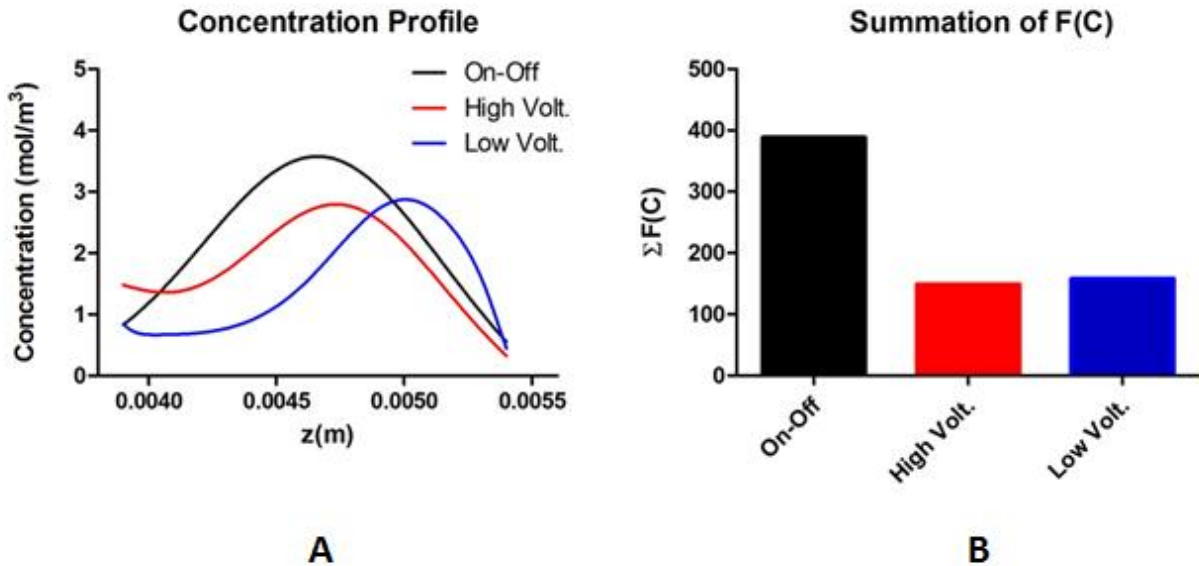 Concentration Profile
Concentration (mol/m³)
5
4
3
2
1
0
0.0040
0.0045
0.0050
0.0055
z(m)
On-Off
High Volt.
Low Volt.
A
Summation of F(C)
ΣF(C)
500
400
300
200
100
0
On-Off
High Volt.
Low Volt.
B